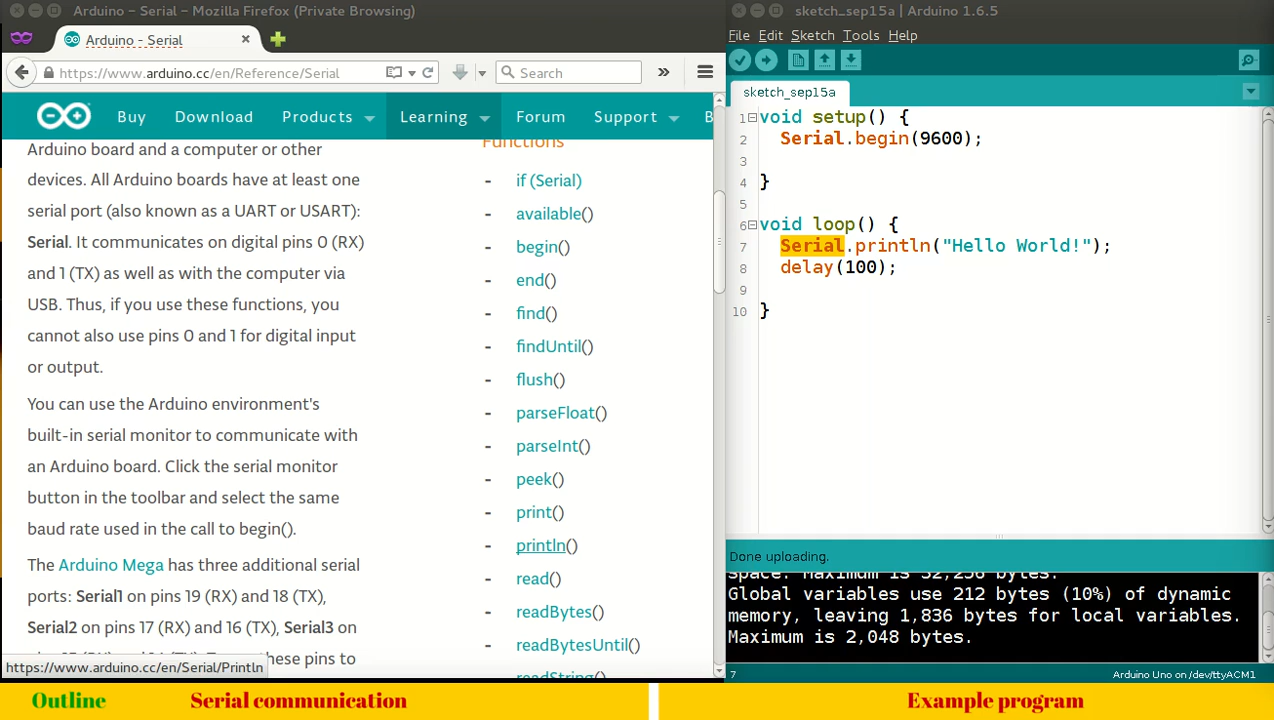 Arduino - Serial - Mozilla Firefox (Private Browsing)
Arduino - Serial
https://www.arduino.cc/en/Reference/Serial
Search
Buy Download Products Learning Forum Support B
Arduino board and a computer or other
devices. All Arduino boards have at least one
serial port (also known as a UART or USART):
Serial. It communicates on digital pins 0 (RX)
and 1 (TX) as well as with the computer via
USB. Thus, if you use these functions, you
cannot also use pins 0 and 1 for digital input
or output.
You can use the Arduino environment's
built-in serial monitor to communicate with
an Arduino board. Click the serial monitor
button in the toolbar and select the same
baud rate used in the call to begin().
The Arduino Mega has three additional serial
ports: Serial1 on pins 19 (RX) and 18 (TX),
Serial2 on pins 17 (RX) and 16 (TX), Serial3 on
these pins to
Functions
- if (Serial)
- available()
- begin()
- end()
- find()
- findUntil()
- flush()
- parseFloat()
- parseInt()
- peek()
- print()
- println()
- read()
- readBytes()
- readBytesUntil()
- readString()
https://www.arduino.cc/en/Serial/Println
sketch_sep15a | Arduino 1.6.5
File Edit Sketch Tools Help
sketch_sep15a
1 void setup() {
2 Serial.begin(9600);
3
4 }
5
6 void loop() {
7 Serial.println("Hello World!");
8 delay(100);
9
10 }
Done uploading.
space. Maximum is 32,256 bytes.
Global variables use 212 bytes (10%) of dynamic
memory, leaving 1,836 bytes for local variables.
Maximum is 2,048 bytes.
7
Arduino Uno on /dev/ttyACM1
Outline Serial communication
Example program